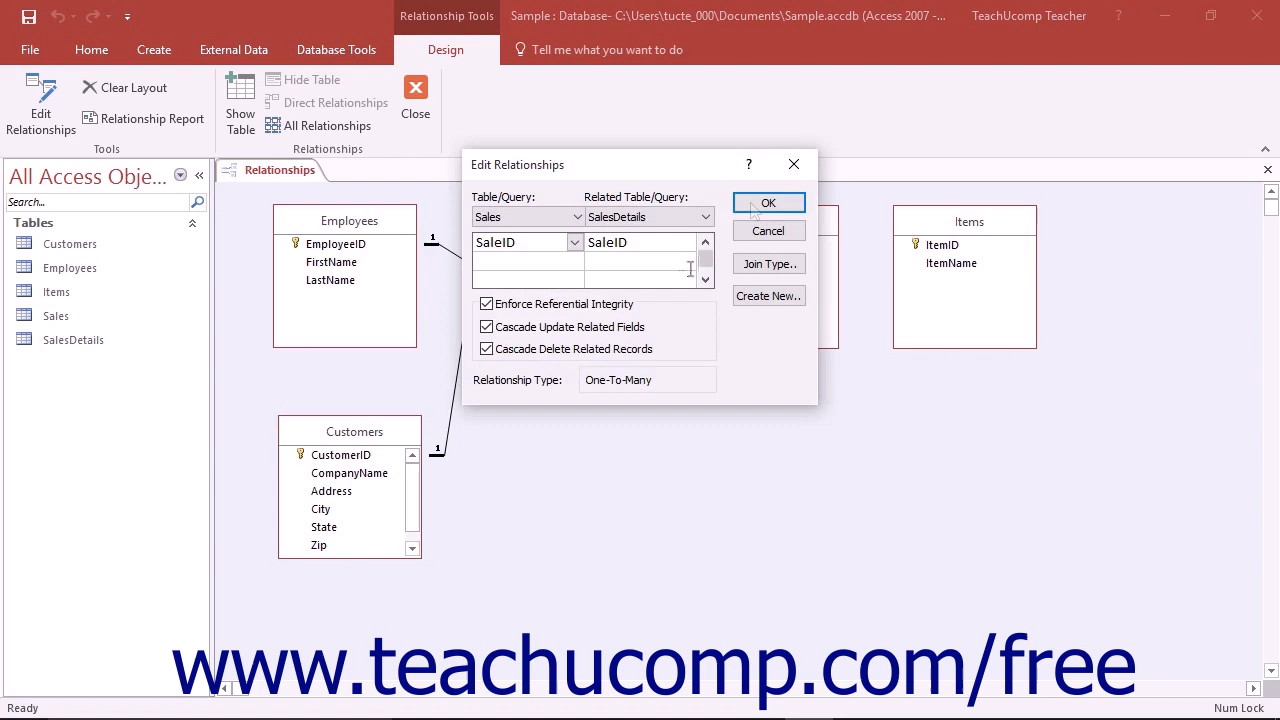 Relationship Tools
Sample : Database- C:\Users\tucte_000\Documents\Sample.accdb (Access 2007 -...
TeachUcomp Teacher
?
File
Home
Create
External Data
Database Tools
Design
Tell me what you want to do
Edit
Relationships
Clear Layout
Relationship Report
Tools
Show
Table
Hide Table
Direct Relationships
All Relationships
Relationships
Close
All Access Obje...
Search...
Tables
Customers
Employees
Items
Sales
SalesDetails
Relationships
Employees
EmployeeID
FirstName
LastName
1
Customers
CustomerID
CompanyName
Address
City
State
Zip
1
Edit Relationships
?
Table/Query:
Related Table/Query:
Sales
SalesDetails
SaleID
SaleID
OK
Cancel
Join Type..
Create New..
Enforce Referential Integrity
Cascade Update Related Fields
Cascade Delete Related Records
Relationship Type:
One-To-Many
Items
ItemID
ItemName
www.teachucomp.com/free
Ready
Num Lock